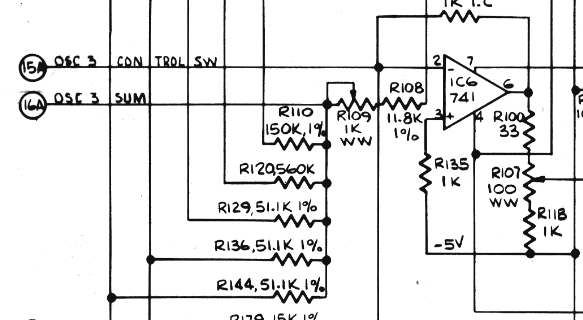 1K T.C
15A OSC 3 CON TROL SW
2 7
IC6
741
6
3 + 4
16A OSC 3 SUM
R108
11.8K
1%
R109
1K
WW
R110
150K,1%
R100
33
R120,560K
R135
1K
R107
100
WW
R129,51.1K 1%
R118
1K
R136,51.1K 1%
-5V
R144,51.1K 1%